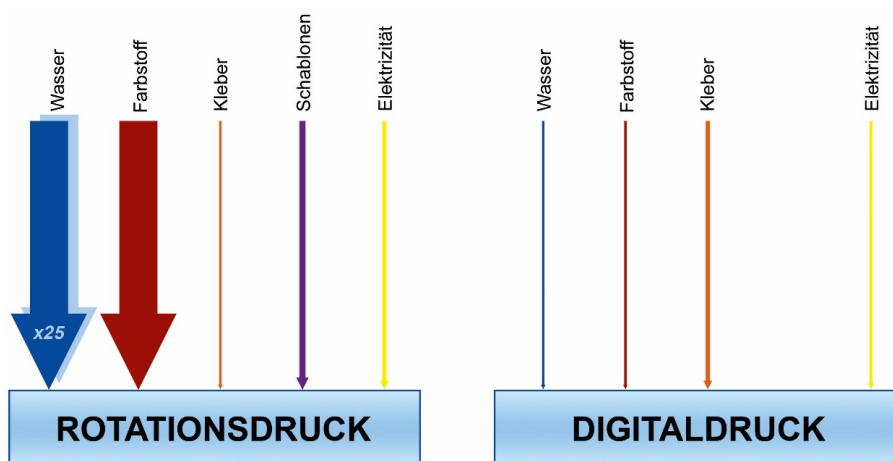 Wasser
Farbstoff
Kleber
Schablonen
Elektrizität
x25
ROTATIONSDRUCK
Wasser
Farbstoff
Kleber
Elektrizität
DIGITALDRUCK